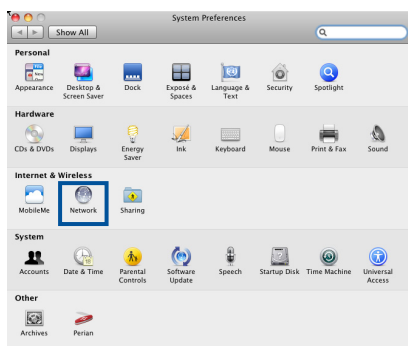 System Preferences
Show All
Personal
Appearance
Desktop &
Screen Saver
Dock
Exposé &
Spaces
Language &
Text
Security
Spotlight
Hardware
CDs & DVDs
Displays
Energy
Saver
Ink
Keyboard
Mouse
Print & Fax
Sound
Internet & Wireless
MobileMe
Network
Sharing
System
Accounts
Date & Time
Parental
Controls
Software
Update
Speech
Startup Disk
Time Machine
Universal
Access
Other
Archives
Perian